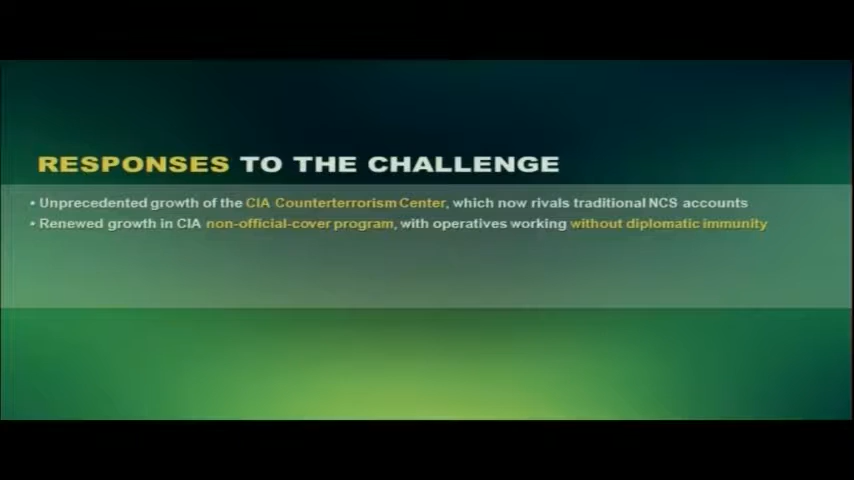 RESPONSES TO THE CHALLENGE
• Unprecedented growth of the CIA Counterterrorism Center, which now rivals traditional NCS accounts
• Renewed growth in CIA non-official-cover program, with operatives working without diplomatic immunity